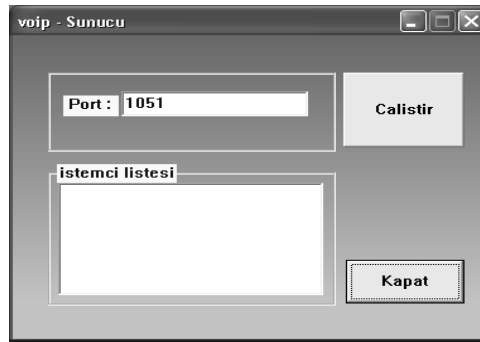 voip - Sunucu
Port : 1051
Calistir
istemci listesi
Kapat